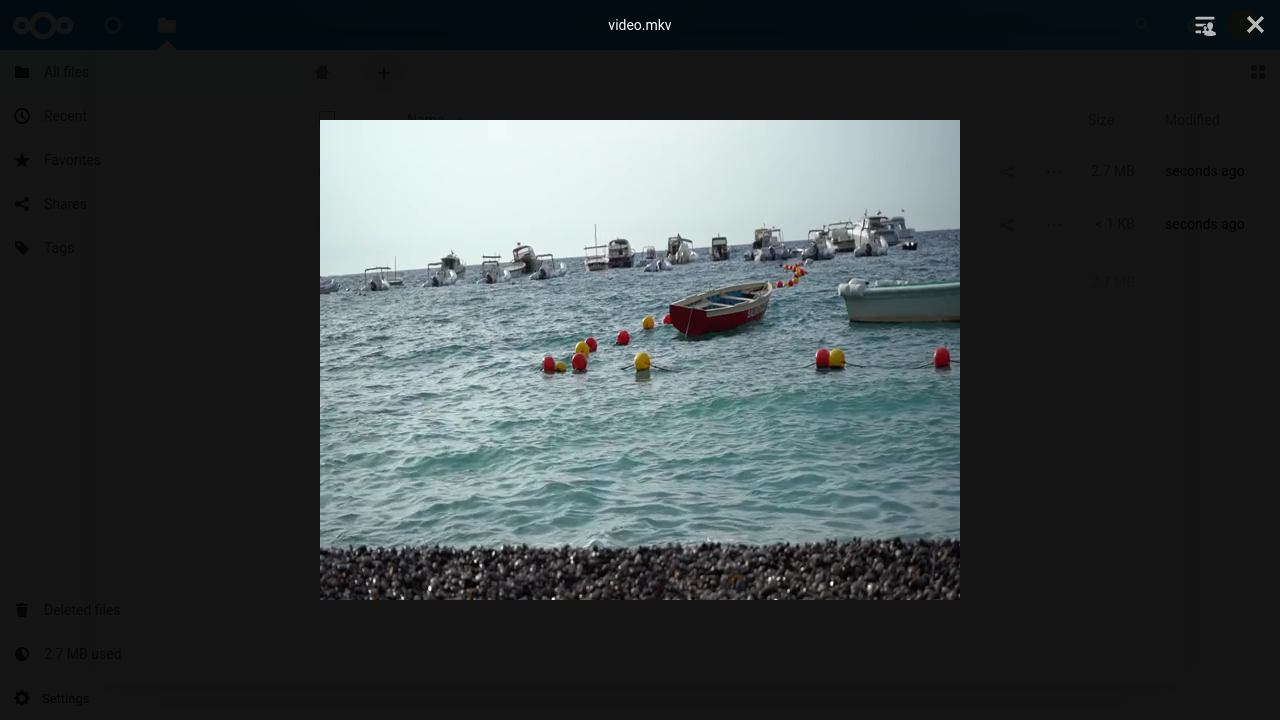 video.mkv
All files
Recent
Favorites
Shares
Tags
Name
Size
Modified
2.7 MB
seconds ago
< 1 KB
seconds ago
2.7 MB
Deleted files
2.7 MB used
Settings